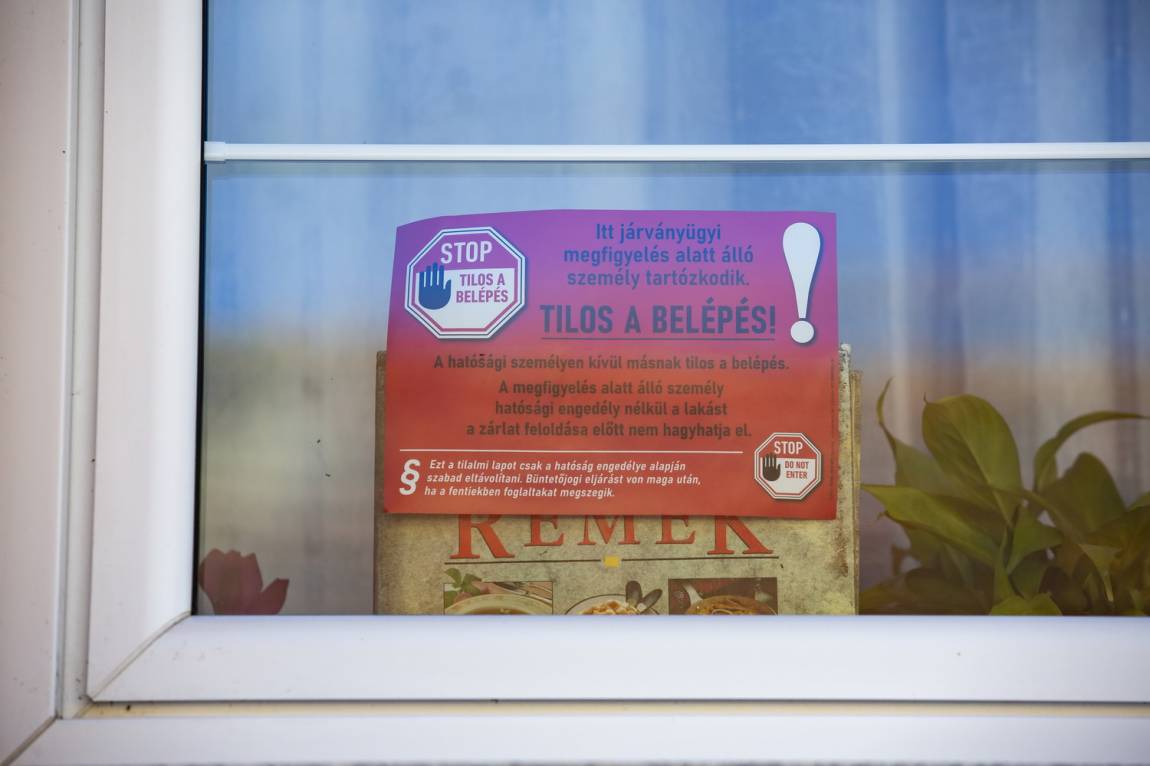 STOP
TILOS A
BELÉPÉS
Itt járványügyi
megfigyelés alatt álló
személy tartózkodik.
TILOS A BELÉPÉS!
A hatósági személyen kívül másnak tilos a belépés.
A megfigyelés alatt álló személy
hatósági engedély nélkül a lakást
a zárlat feloldása előtt nem hagyhatja el.
§
Ezt a tilalmi lapot csak a hatóság engedélye alapján
szabad eltávolítani. Büntetőjogi eljárást von maga után,
ha a fentiekben foglaltakat megszegik.
STOP
DO NOT
ENTER
REMEK